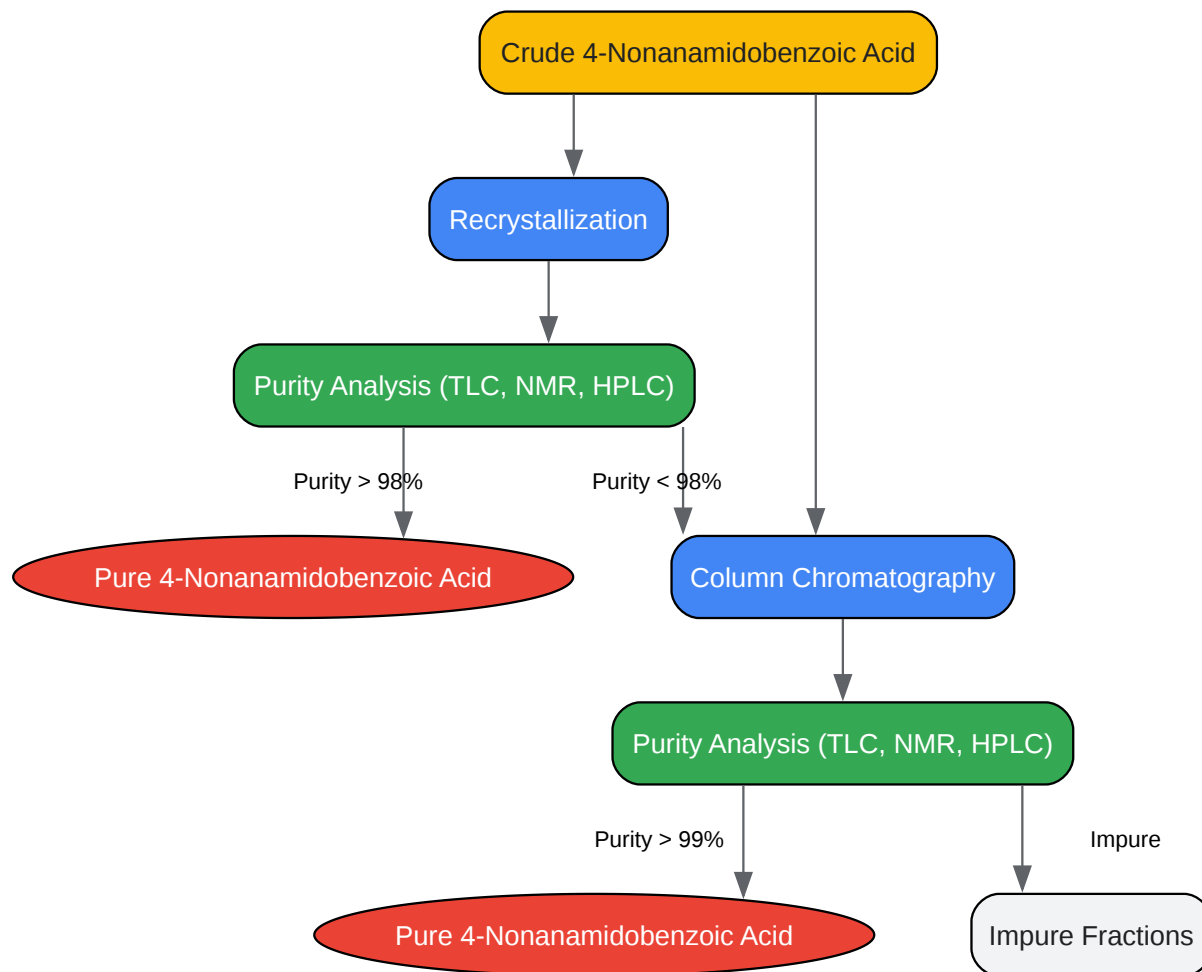 Crude 4-Nonanamidobenzoic Acid
Recrystallization
Purity Analysis (TLC, NMR, HPLC)
Purity > 98%
Purity < 98%
Pure 4-Nonanamidobenzoic Acid
Column Chromatography
Purity Analysis (TLC, NMR, HPLC)
Purity > 99%
Impure
Pure 4-Nonanamidobenzoic Acid
Impure Fractions